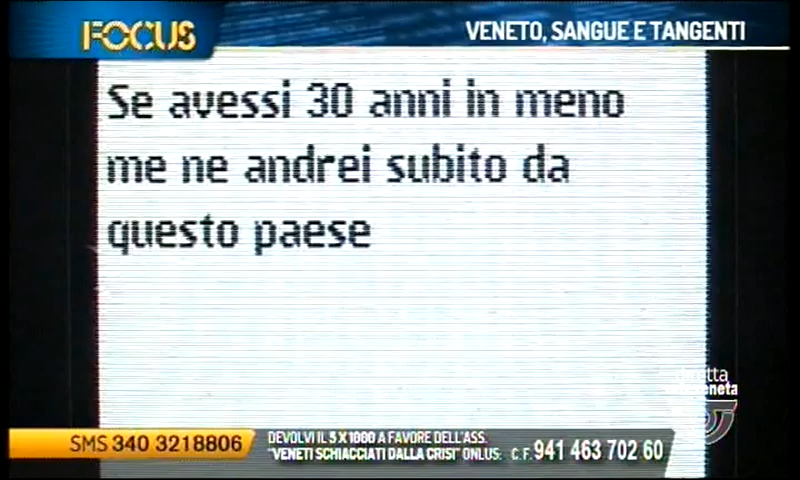 FOCUS
VENETO, SANGUE E TANGENTI
Se avessi 30 anni in meno
me ne andrei subito da
questo paese
diretta
SMS 340 3218806
DEVOLVI IL 5 X 1000 A FAVORE DELL'ASS.
"VENETI SCHIACCIATI DALLA CRISI" ONLUS: C.F. 941 463 702 60